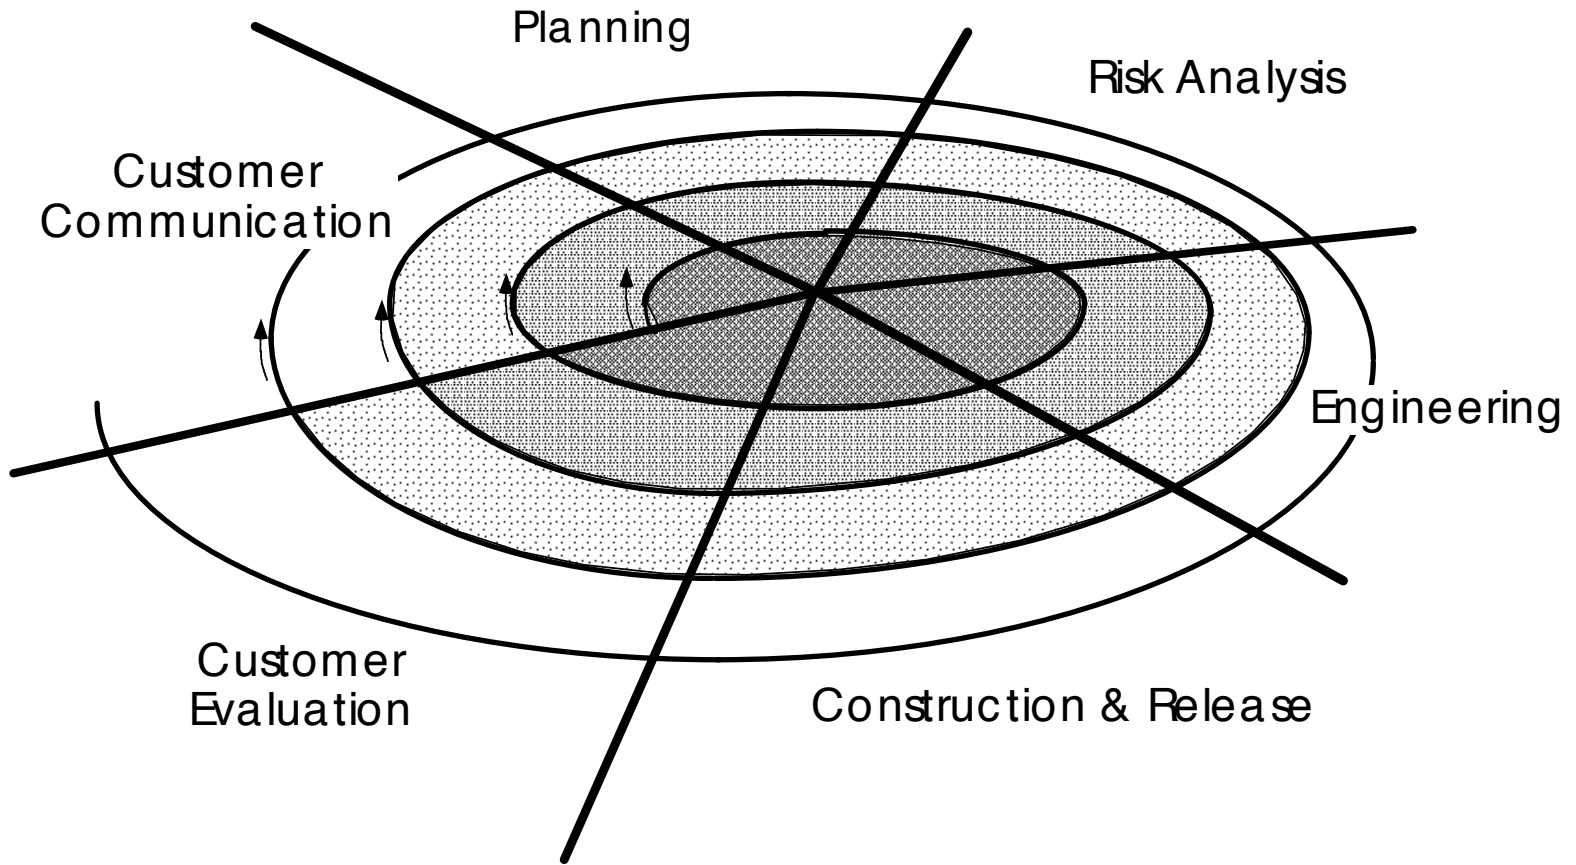 Planning
Risk Analysis
Customer
Communication
Engineering
Customer
Evaluation
Construction & Release